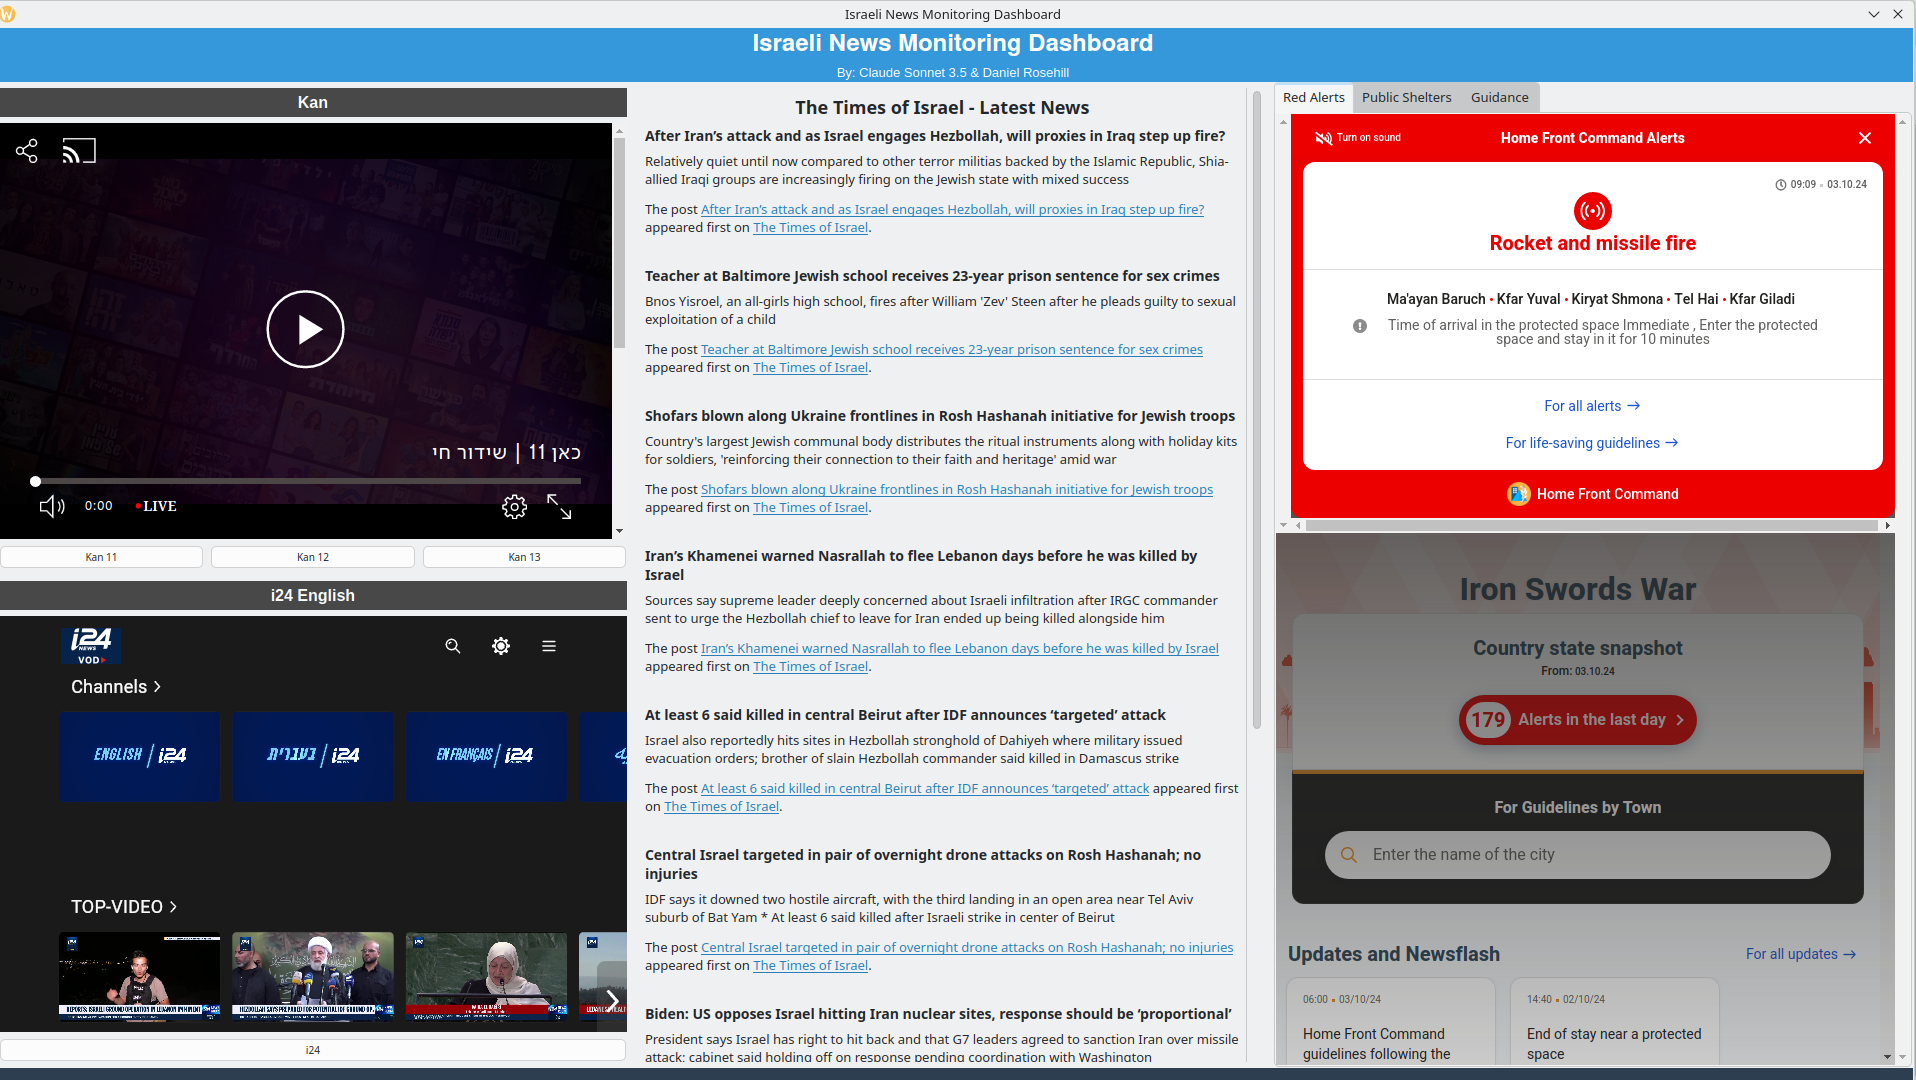 Israeli News Monitoring Dashboard
Israeli News Monitoring Dashboard
By: Claude Sonnet 3.5 & Daniel Rosehill
Kan
כאן 11 | שידור חי
0:00
LIVE
Kan 11
Kan 12
Kan 13
i24 English
i24
NEWS
VOD
Channels
ENGLISH | i24
עברית | i24
EN FRANÇAIS | i24
TOP-VIDEO
i24
The Times of Israel - Latest News
After Iran’s attack and as Israel engages Hezbollah, will proxies in Iraq step up fire?
Relatively quiet until now compared to other terror militias backed by the Islamic Republic, Shia-
allied Iraqi groups are increasingly firing on the Jewish state with mixed success
The post After Iran’s attack and as Israel engages Hezbollah, will proxies in Iraq step up fire?
appeared first on The Times of Israel.
Teacher at Baltimore Jewish school receives 23-year prison sentence for sex crimes
Bnos Yisroel, an all-girls high school, fires after William 'Zev' Steen after he pleads guilty to sexual
exploitation of a child
The post Teacher at Baltimore Jewish school receives 23-year prison sentence for sex crimes
appeared first on The Times of Israel.
Shofars blown along Ukraine frontlines in Rosh Hashanah initiative for Jewish troops
Country's largest Jewish communal body distributes the ritual instruments along with holiday kits
for soldiers, 'reinforcing their connection to their faith and heritage' amid war
The post Shofars blown along Ukraine frontlines in Rosh Hashanah initiative for Jewish troops
appeared first on The Times of Israel.
Iran’s Khamenei warned Nasrallah to flee Lebanon days before he was killed by
Israel
Sources say supreme leader deeply concerned about Israeli infiltration after IRGC commander
sent to urge the Hezbollah chief to leave for Iran ended up being killed alongside him
The post Iran’s Khamenei warned Nasrallah to flee Lebanon days before he was killed by Israel
appeared first on The Times of Israel.
At least 6 said killed in central Beirut after IDF announces ‘targeted’ attack
Israel also reportedly hits sites in Hezbollah stronghold of Dahiyeh where military issued
evacuation orders; brother of slain Hezbollah commander said killed in Damascus strike
The post At least 6 said killed in central Beirut after IDF announces ‘targeted’ attack appeared first
on The Times of Israel.
Central Israel targeted in pair of overnight drone attacks on Rosh Hashanah; no
injuries
IDF says it downed two hostile aircraft, with the third landing in an open area near Tel Aviv
suburb of Bat Yam * At least 6 said killed after Israeli strike in center of Beirut
The post Central Israel targeted in pair of overnight drone attacks on Rosh Hashanah; no injuries
appeared first on The Times of Israel.
Biden: US opposes Israel hitting Iran nuclear sites, response should be ‘proportional’
President says Israel has right to hit back and that G7 leaders agreed to sanction Iran over missile
attack; cabinet said holding off on response pending coordination with Washington
Red Alerts
Public Shelters
Guidance
Turn on sound
Home Front Command Alerts
09:09 • 03.10.24
Rocket and missile fire
Ma'ayan Baruch • Kfar Yuval • Kiryat Shmona • Tel Hai • Kfar Giladi
Time of arrival in the protected space Immediate , Enter the protected
space and stay in it for 10 minutes
For all alerts →
For life-saving guidelines →
Home Front Command
Iron Swords War
Country state snapshot
From: 03.10.24
179 Alerts in the last day
For Guidelines by Town
Enter the name of the city
Updates and Newsflash
For all updates →
06:00 • 03/10/24
Home Front Command
guidelines following the
14:40 • 02/10/24
End of stay near a protected
space